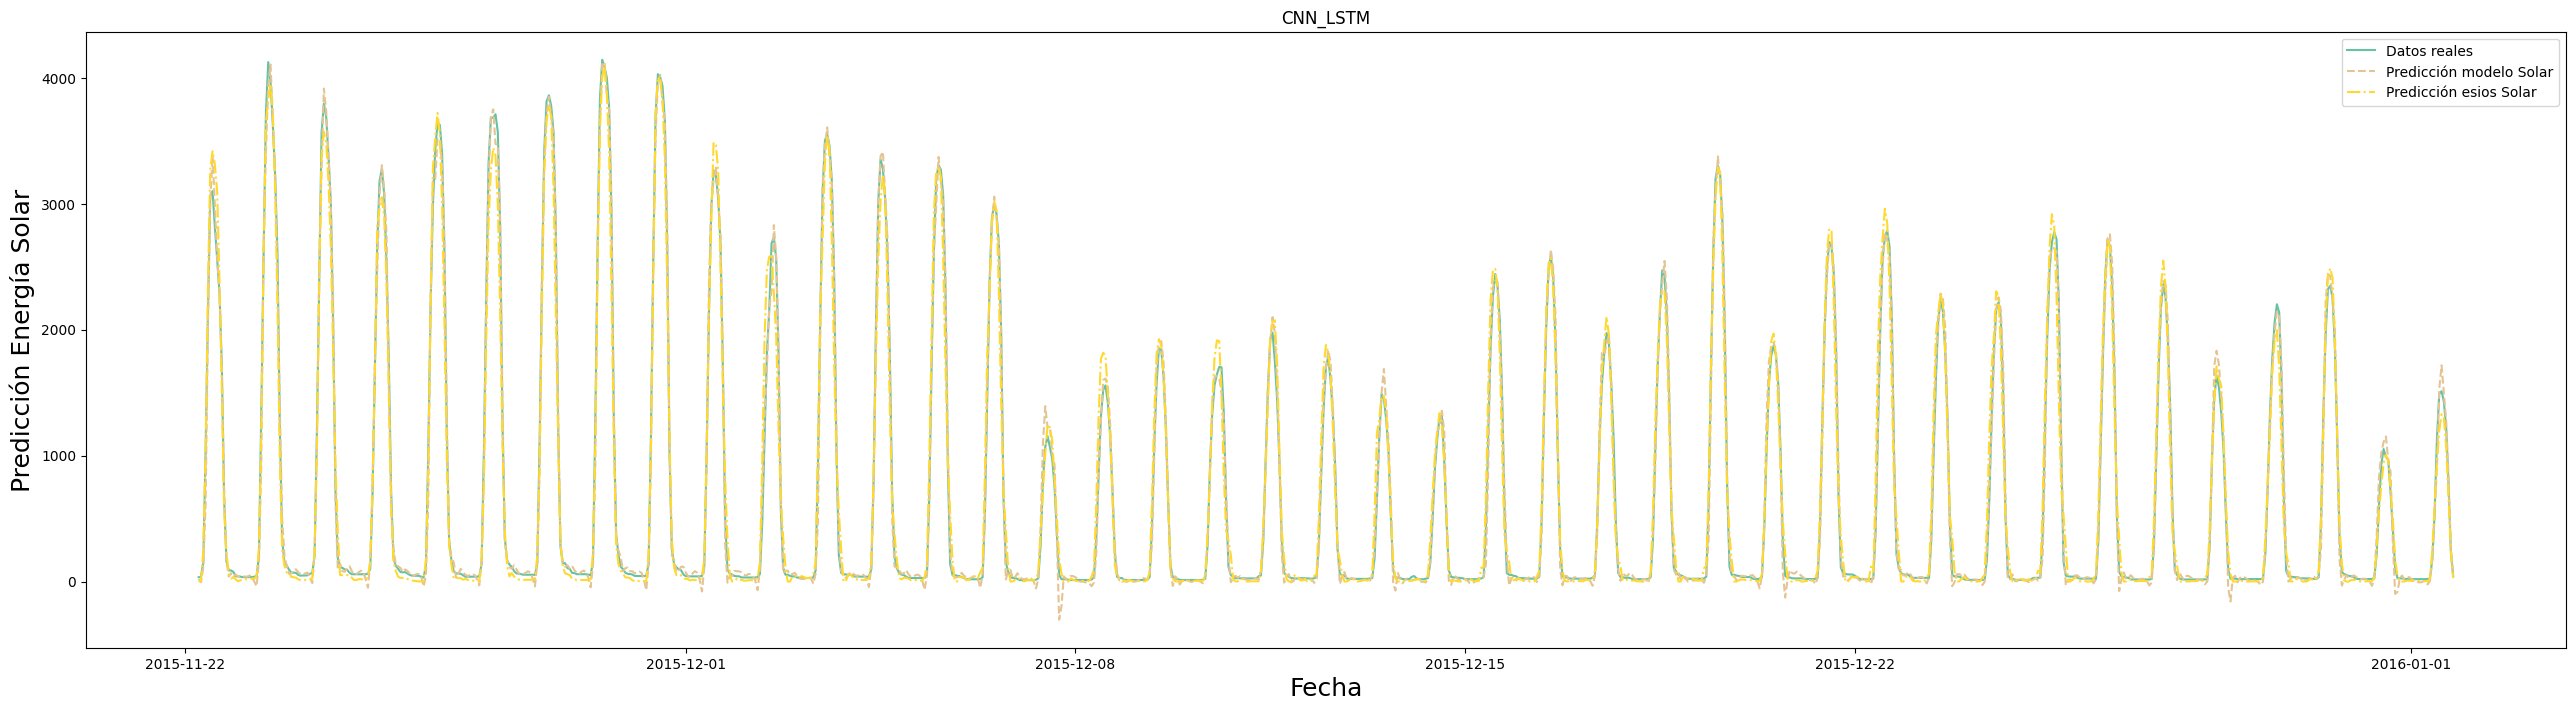 CNN_LSTM
Datos reales
Predicción modelo Solar
Predicción esios Solar
Predicción Energía Solar
4000
3000
2000
1000
0
2015-11-22
2015-12-01
2015-12-08
2015-12-15
2015-12-22
2016-01-01
Fecha